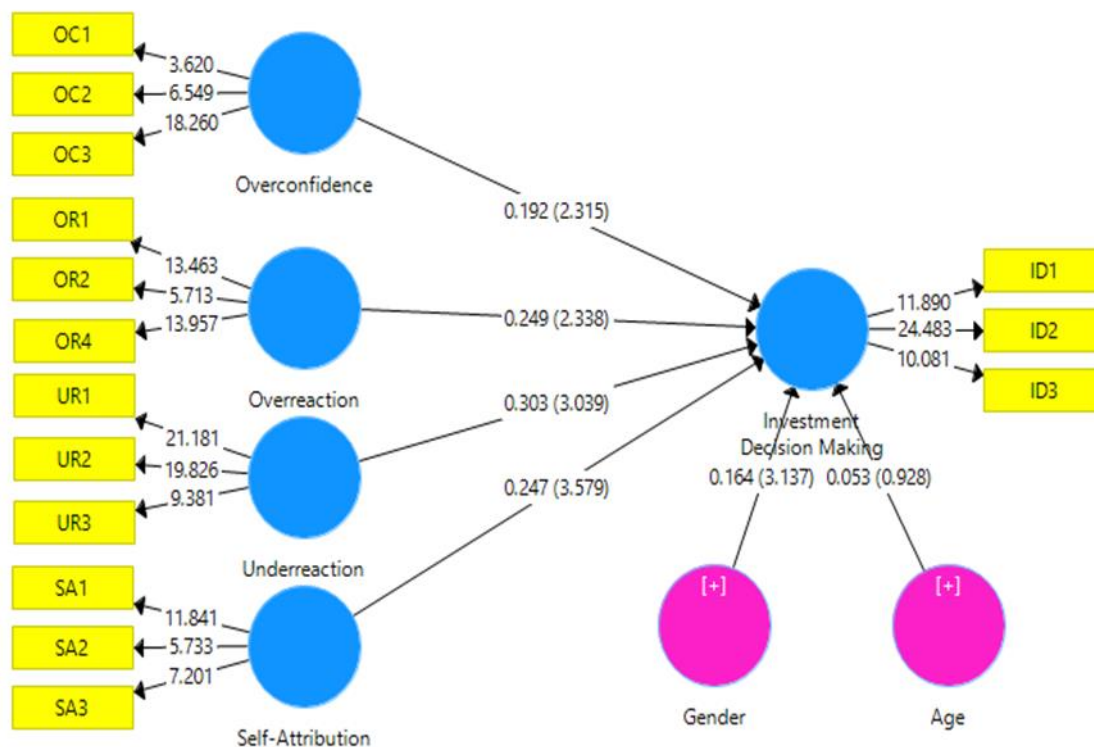 OC1
3.620
OC2
6.549
18.260
OC3
Overconfidence
0.192 (2.315)
OR1
13.463
OR2
5.713
13.957
OR4
Overreaction
0.249 (2.338)
UR1
21.181
UR2
19.826
9.381
UR3
Underreaction
0.303 (3.039)
SA1
11.841
SA2
5.733
7.201
SA3
Self-Attribution
0.247 (3.579)
ID1
11.890
24.483
ID2
10.081
ID3
Investment
Decision Making
0.164 (3.137)
0.053 (0.928)
[+]
[+]
Gender
Age